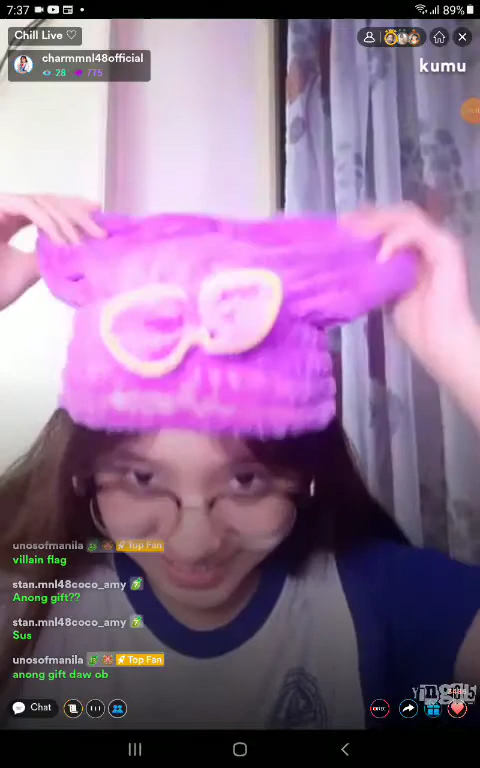 7:37
89%
Chill Live ♡
charmmnl48official
28 775
kumu
unosofmanila Top Fan
villain flag
stan.mnl48coco_amy
Anong gift??
stan.mnl48coco_amy
Sus
unosofmanila Top Fan
anong gift daw ob
Chat